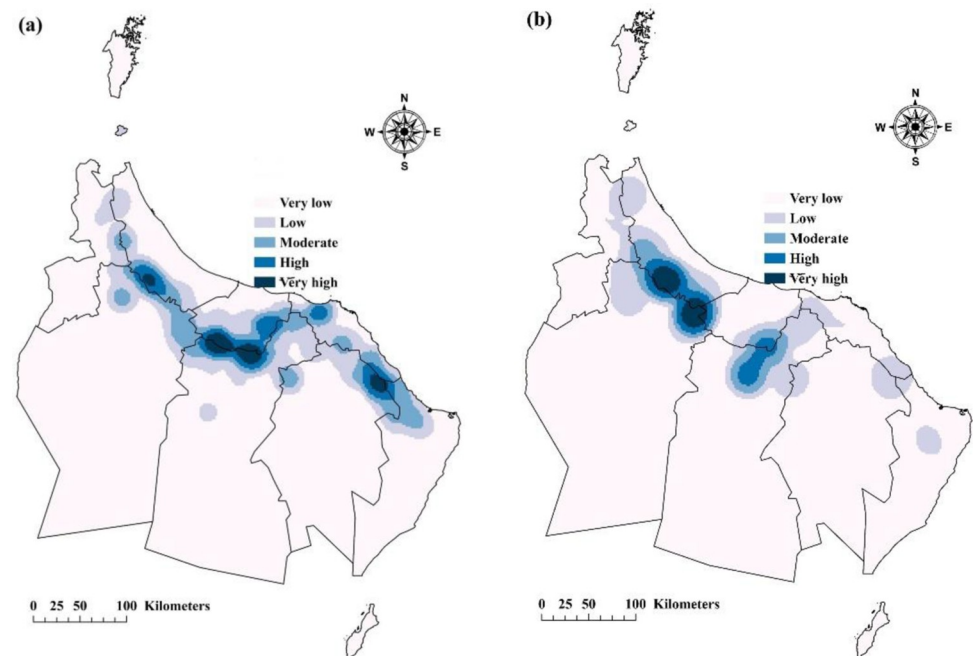 (a)
N
W E
S
Very low
Low
Moderate
High
Very high
0 25 50 100 Kilometers
(b)
N
W E
S
Very low
Low
Moderate
High
Very high
0 25 50 100 Kilometers